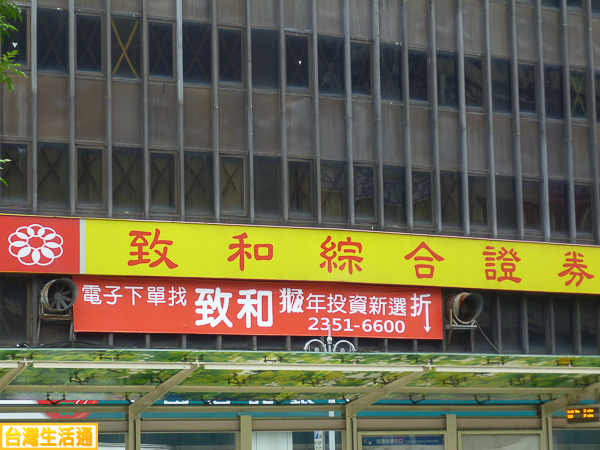 致和綜合證券
電子下單找 致和 猴年投資新選折↓
2351-6600
台灣生活通